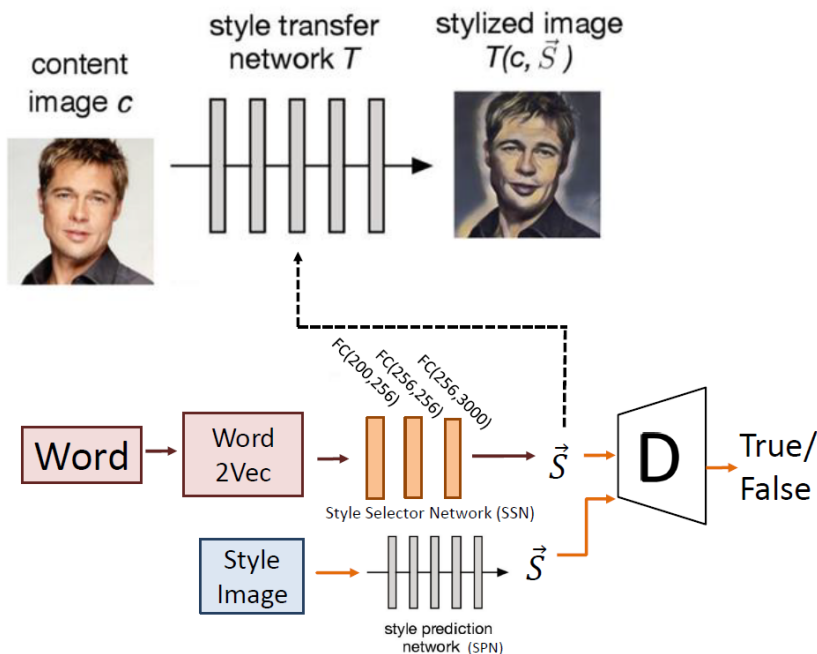 content
image c
style transfer
network T
stylized image
T(c, S⃗ )
FC(200,256)
FC(256,256)
FC(256,3000)
Word
Word
2Vec
Style Selector Network (SSN)
S⃗
D
True/
False
Style
Image
S⃗
style prediction
network (SPN)